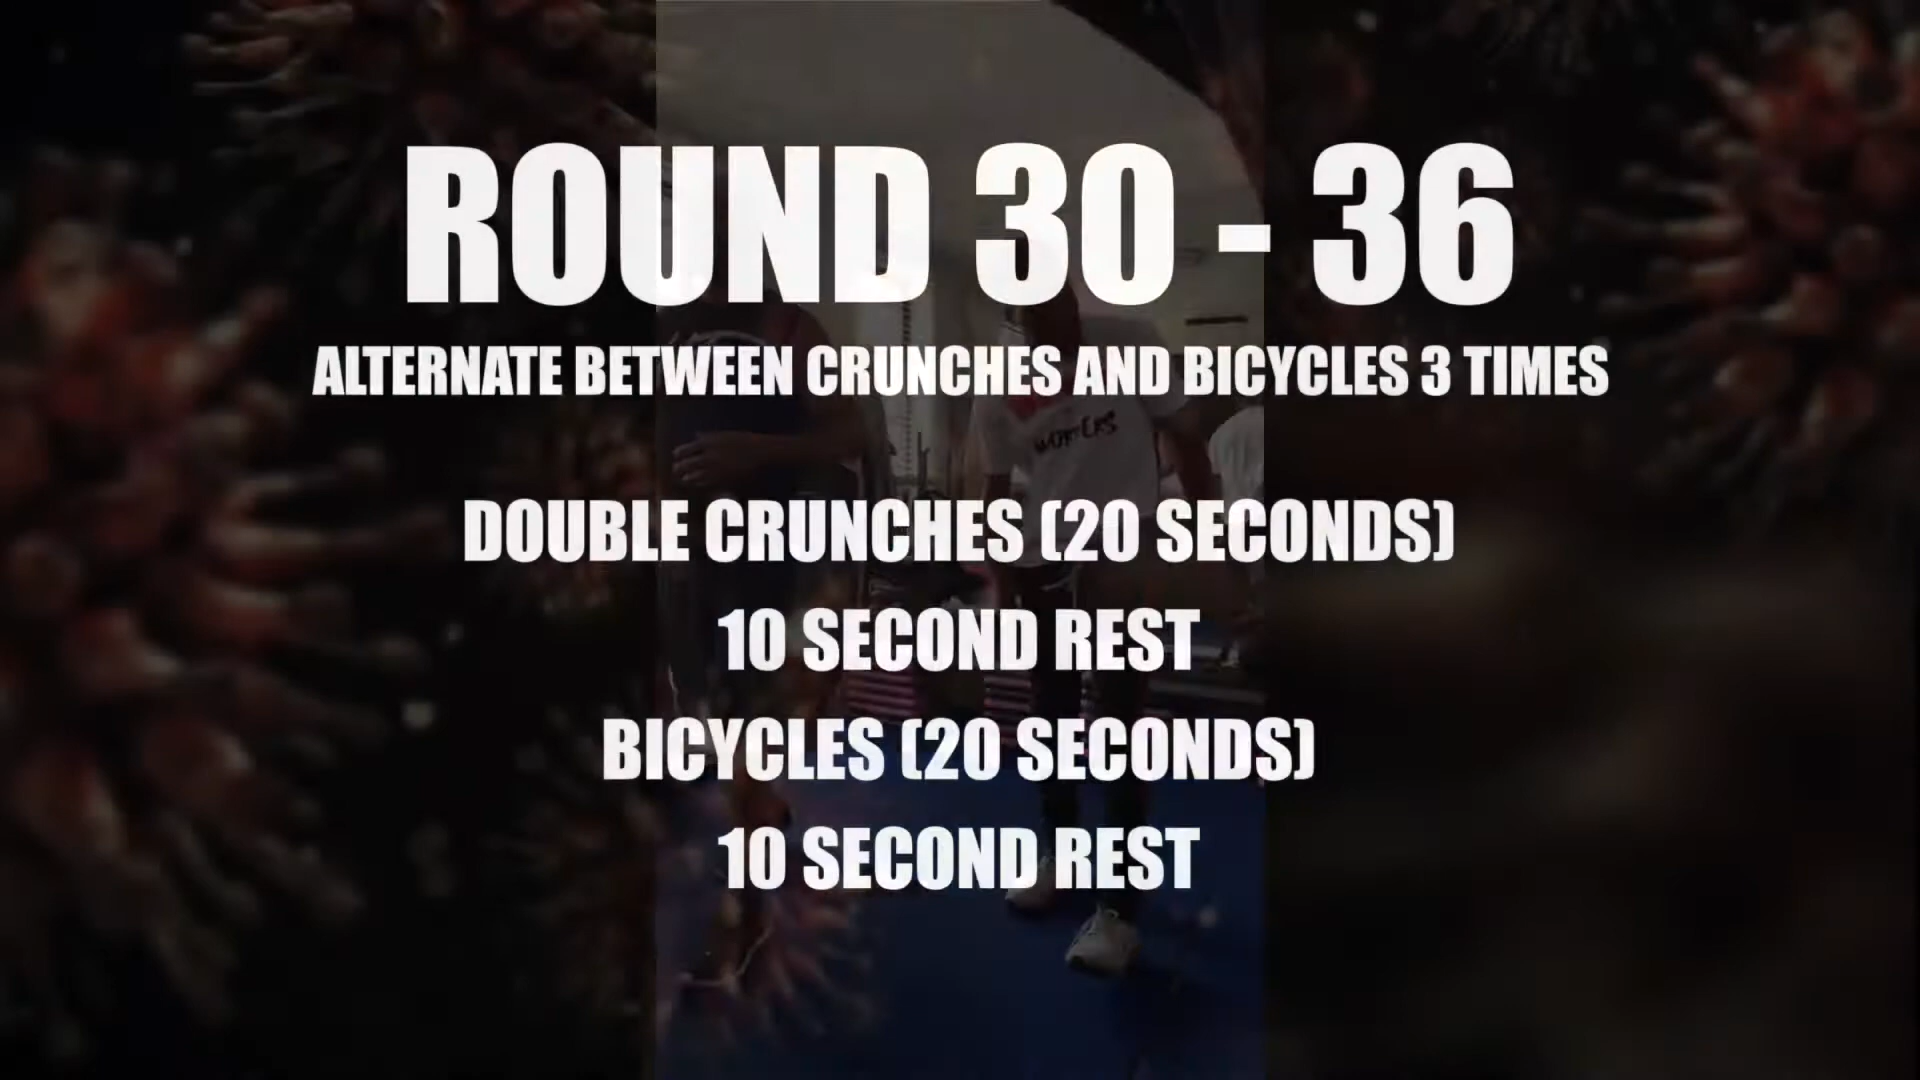 ROUND 30 - 36
ALTERNATE BETWEEN CRUNCHES AND BICYCLES 3 TIMES
DOUBLE CRUNCHES (20 SECONDS)
10 SECOND REST
BICYCLES (20 SECONDS)
10 SECOND REST